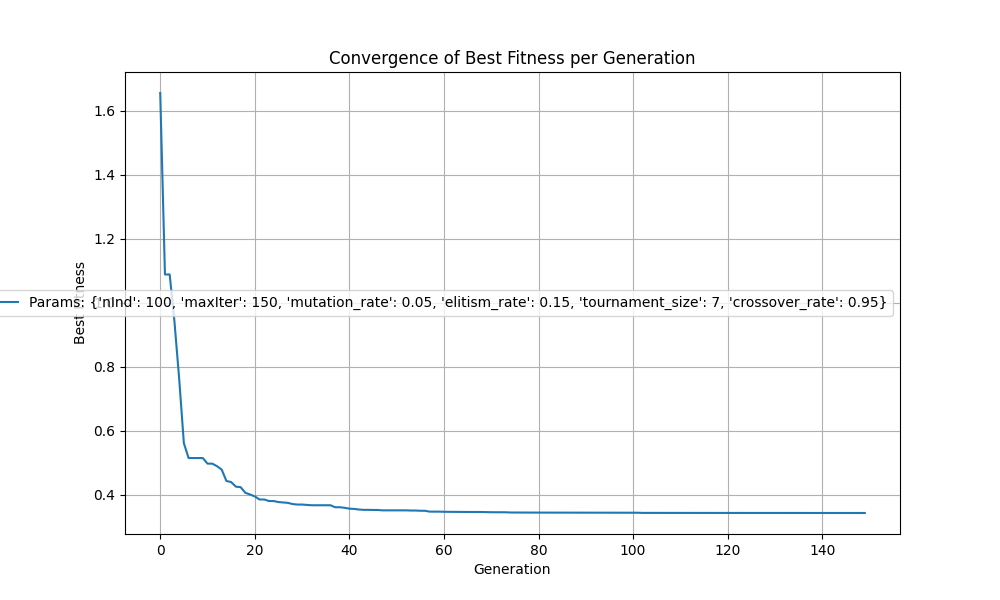 Convergence of Best Fitness per Generation
1.6
1.4
1.2
Params: {'nInd': 100, 'maxIter': 150, 'mutation_rate': 0.05, 'elitism_rate': 0.15, 'tournament_size': 7, 'crossover_rate': 0.95}
0.8
0.6
0.4
Best Fitness
0 20 40 60 80 100 120 140
Generation